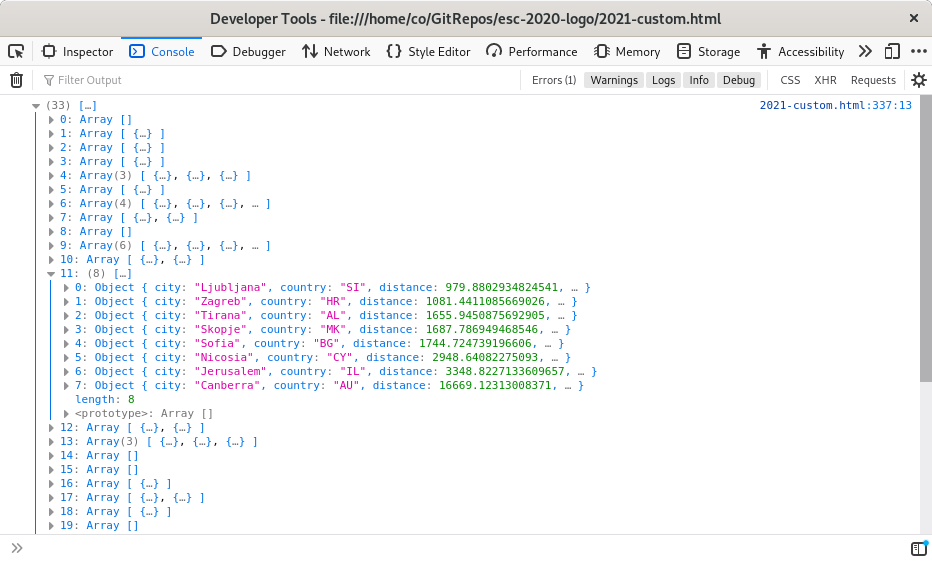 Developer Tools - file:///home/co/GitRepos/esc-2020-logo/2021-custom.html ×
Inspector Console Debugger Network Style Editor Performance Memory Storage Accessibility
Filter Output Errors (1) Warnings Logs Info Debug CSS XHR Requests
(33) […] 2021-custom.html:337:13
0: Array []
1: Array [ {…} ]
2: Array [ {…} ]
3: Array [ {…} ]
4: Array(3) [ {…}, {…}, {…} ]
5: Array [ {…} ]
6: Array(4) [ {…}, {…}, {…}, … ]
7: Array [ {…}, {…} ]
8: Array []
9: Array(6) [ {…}, {…}, {…}, … ]
10: Array [ {…}, {…} ]
11: (8) […]
0: Object { city: "Ljubljana", country: "SI", distance: 979.8802934824541, … }
1: Object { city: "Zagreb", country: "HR", distance: 1081.4411085669026, … }
2: Object { city: "Tirana", country: "AL", distance: 1655.9450875692905, … }
3: Object { city: "Skopje", country: "MK", distance: 1687.786949468546, … }
4: Object { city: "Sofia", country: "BG", distance: 1744.724739196606, … }
5: Object { city: "Nicosia", country: "CY", distance: 2948.64082275093, … }
6: Object { city: "Jerusalem", country: "IL", distance: 3348.8227133609657, … }
7: Object { city: "Canberra", country: "AU", distance: 16669.12313008371, … }
length: 8
<prototype>: Array []
12: Array [ {…}, {…} ]
13: Array(3) [ {…}, {…}, {…} ]
14: Array []
15: Array []
16: Array [ {…} ]
17: Array [ {…}, {…} ]
18: Array [ {…} ]
19: Array []